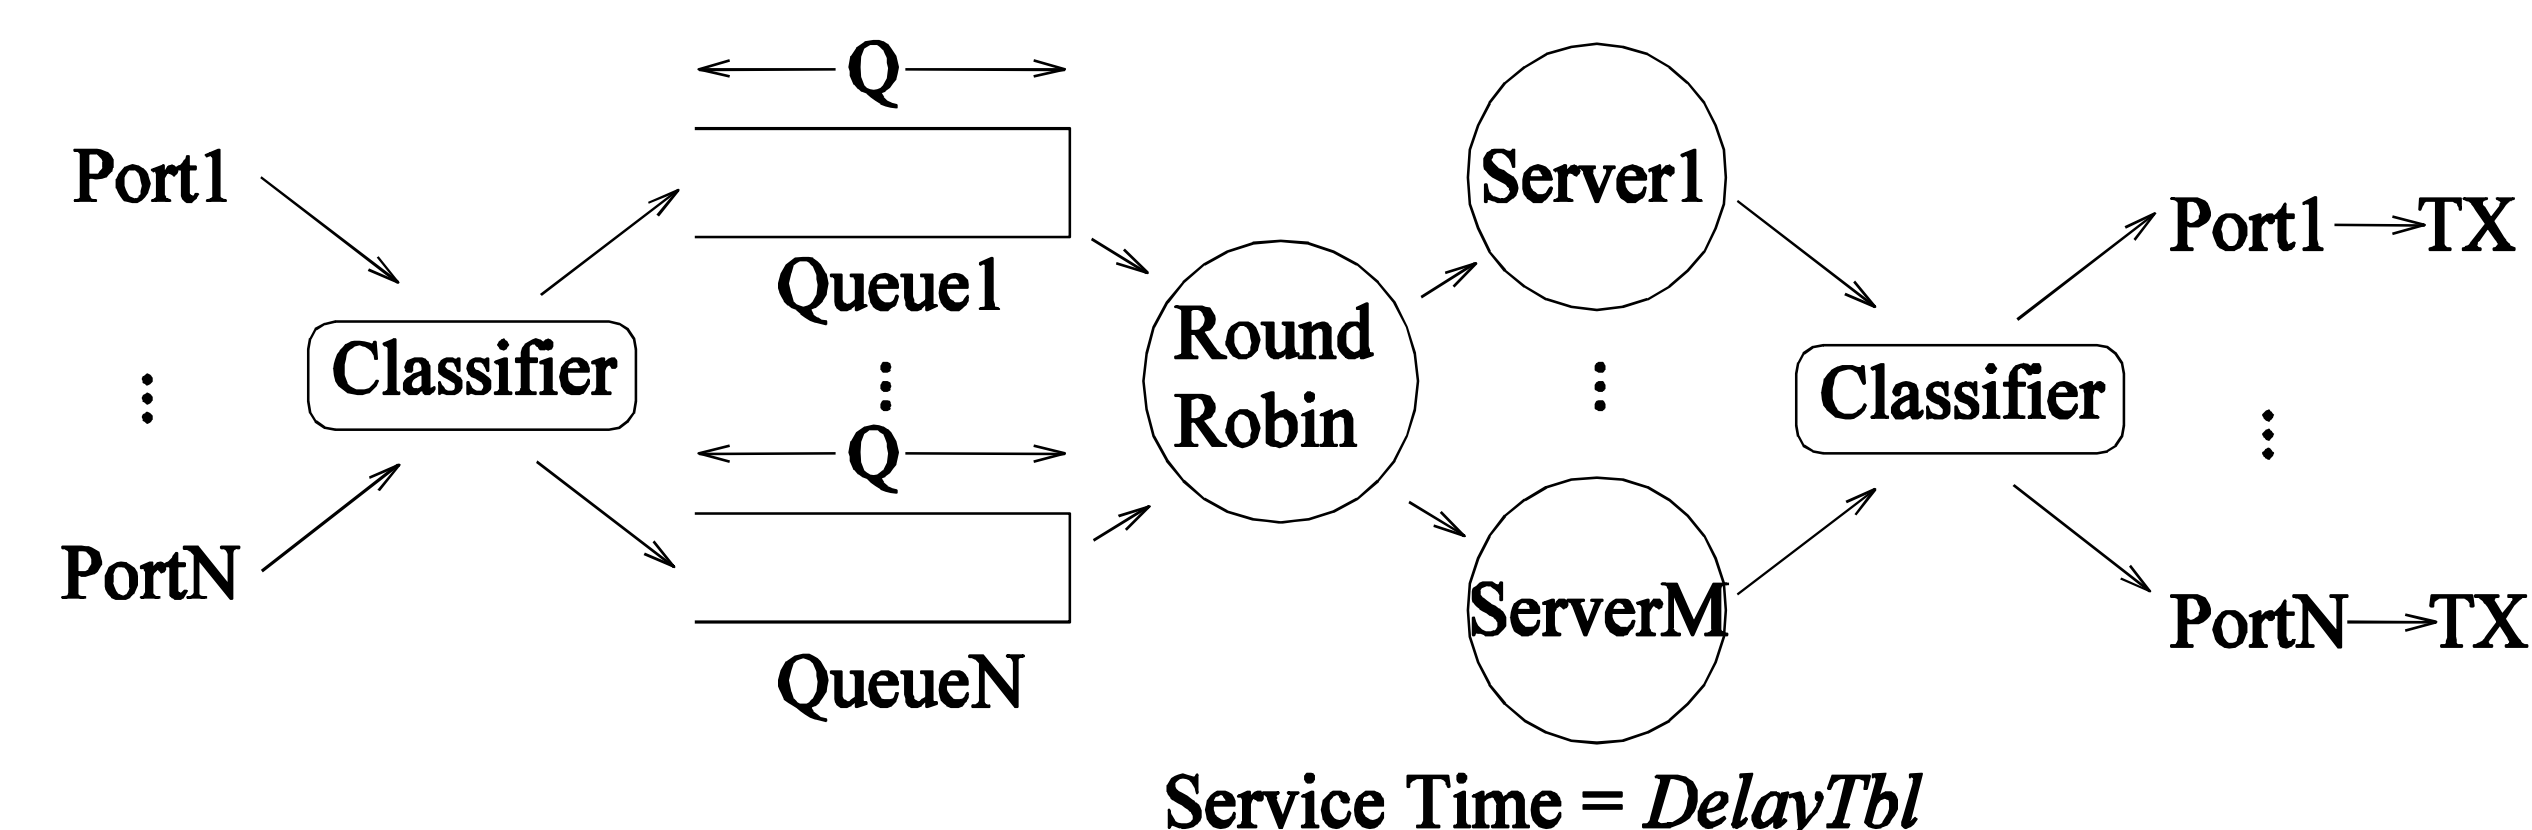 Q
Port1
Server1
Port1
TX
Queue1
Round
Robin
Classifier
Classifier
Q
PortN
ServerM
PortN
TX
QueueN
Service Time = DelayTbl